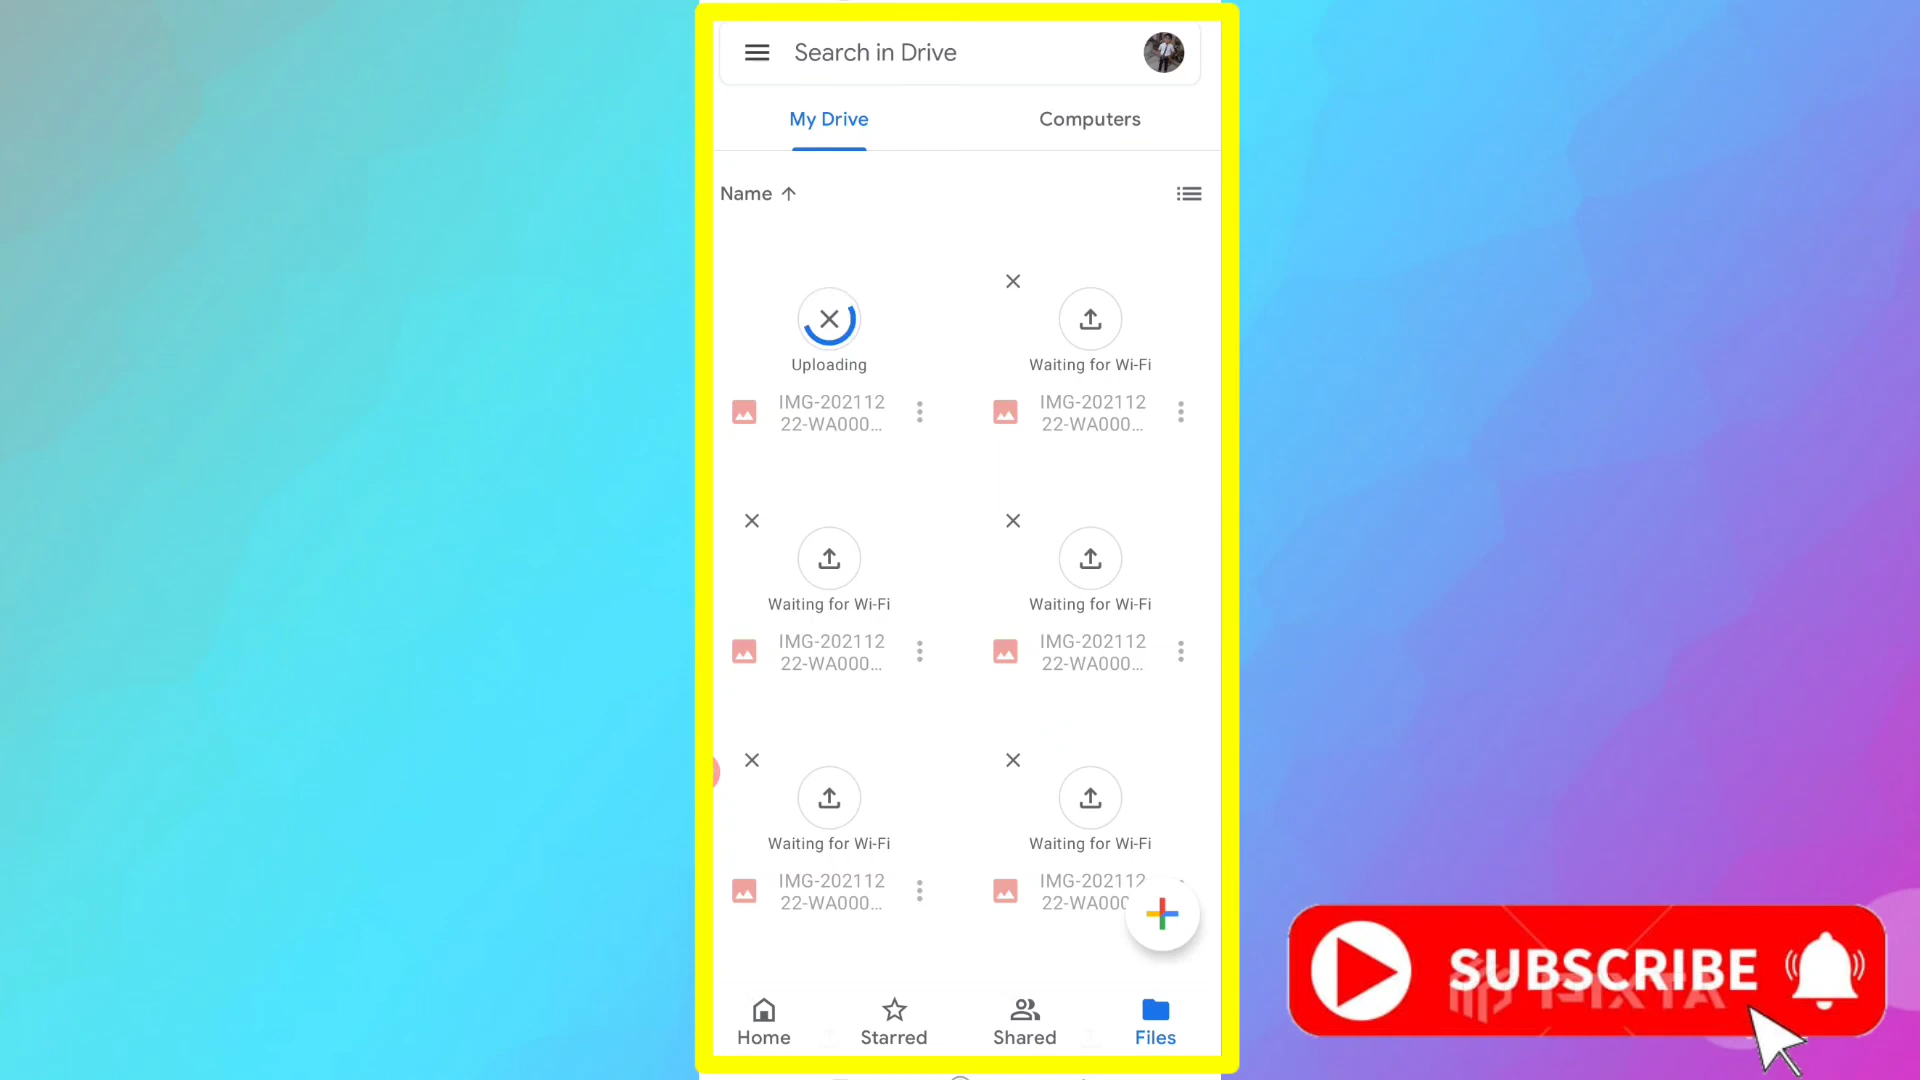 Search in Drive
My Drive
Computers
Name
Uploading
Waiting for Wi-Fi
IMG-202112
22-WA000...
IMG-202112
22-WA000...
Waiting for Wi-Fi
Waiting for Wi-Fi
IMG-202112
22-WA000...
IMG-202112
22-WA000...
Waiting for Wi-Fi
Waiting for Wi-Fi
IMG-202112
22-WA000...
IMG-202112
22-WA000
Home
Starred
Shared
Files
SUBSCRIBE
PIXTA